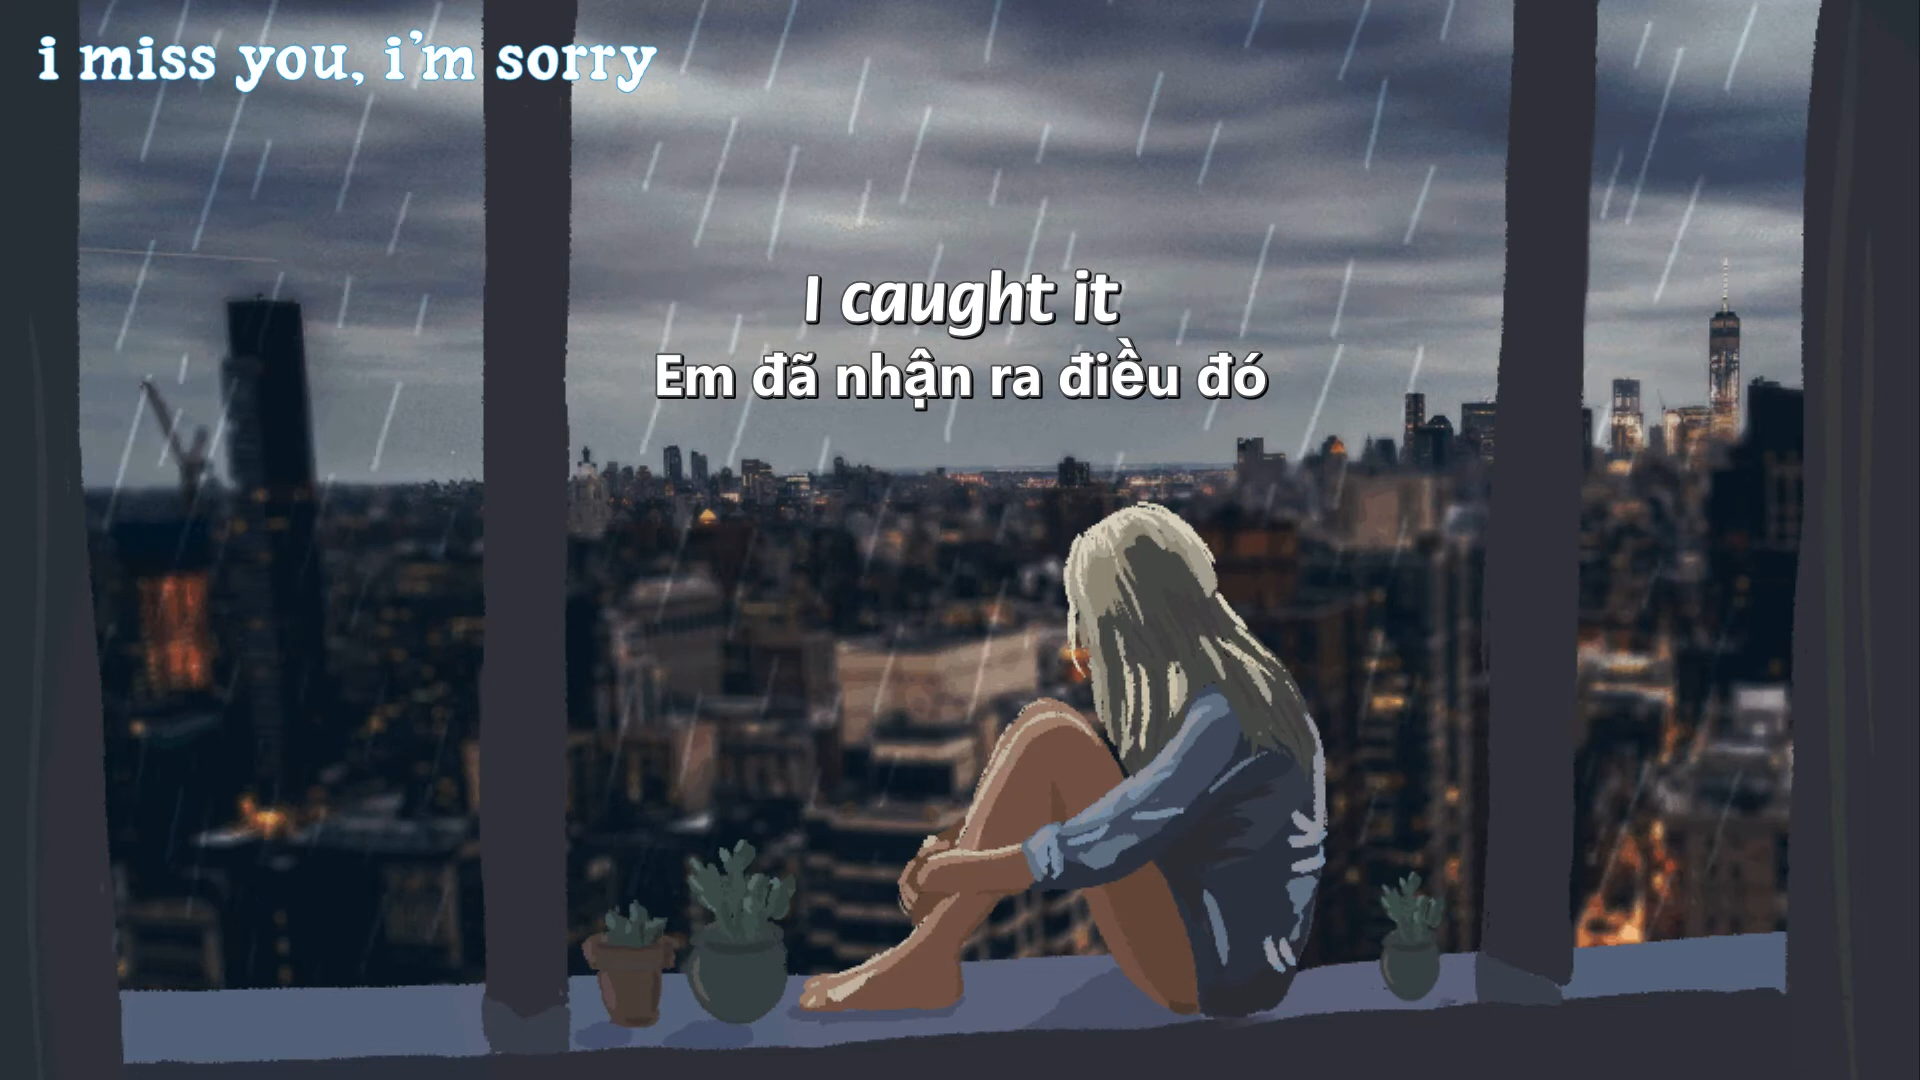 i miss you, i'm sorry
I caught it
Em đã nhận ra điều đó